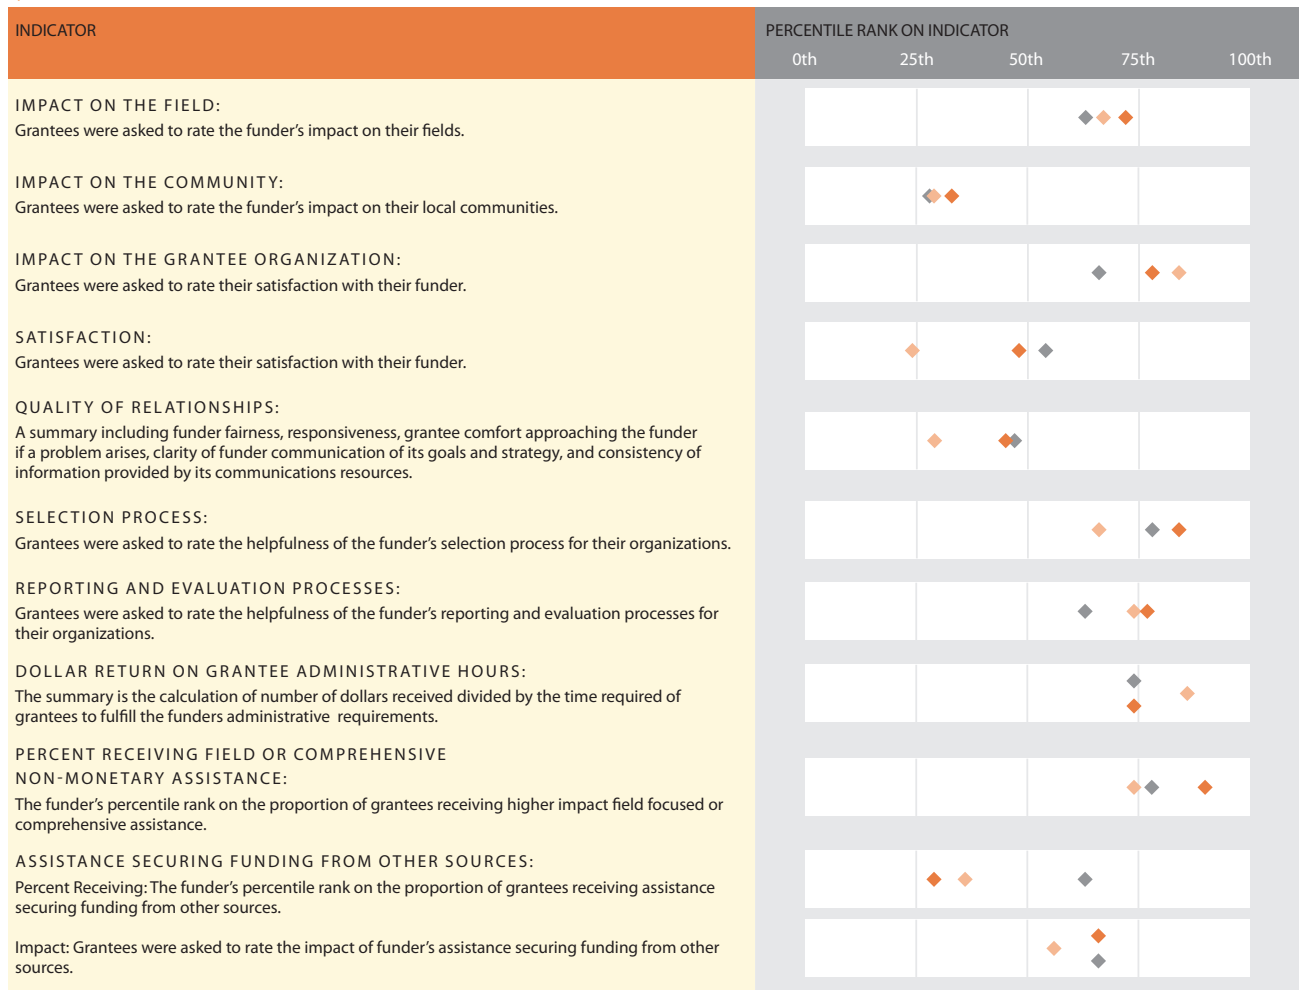 INDICATOR
PERCENTILE RANK ON INDICATOR
0th 25th 50th 75th 100th
IMPACT ON THE FIELD:
Grantees were asked to rate the funder's impact on their fields.
IMPACT ON THE COMMUNITY:
Grantees were asked to rate the funder's impact on their local communities.
IMPACT ON THE GRANTEE ORGANIZATION:
Grantees were asked to rate their satisfaction with their funder.
SATISFACTION:
Grantees were asked to rate their satisfaction with their funder.
QUALITY OF RELATIONSHIPS:
A summary including funder fairness, responsiveness, grantee comfort approaching the funder
if a problem arises, clarity of funder communication of its goals and strategy, and consistency of
information provided by its communications resources.
SELECTION PROCESS:
Grantees were asked to rate the helpfulness of the funder's selection process for their organizations.
REPORTING AND EVALUATION PROCESSES:
Grantees were asked to rate the helpfulness of the funder's reporting and evaluation processes for
their organizations.
DOLLAR RETURN ON GRANTEE ADMINISTRATIVE HOURS:
The summary is the calculation of number of dollars received divided by the time required of
grantees to fulfill the funders administrative requirements.
PERCENT RECEIVING FIELD OR COMPREHENSIVE
NON-MONETARY ASSISTANCE:
The funder's percentile rank on the proportion of grantees receiving higher impact field focused or
comprehensive assistance.
ASSISTANCE SECURING FUNDING FROM OTHER SOURCES:
Percent Receiving: The funder's percentile rank on the proportion of grantees receiving assistance
securing funding from other sources.
Impact: Grantees were asked to rate the impact of funder's assistance securing funding from other
sources.